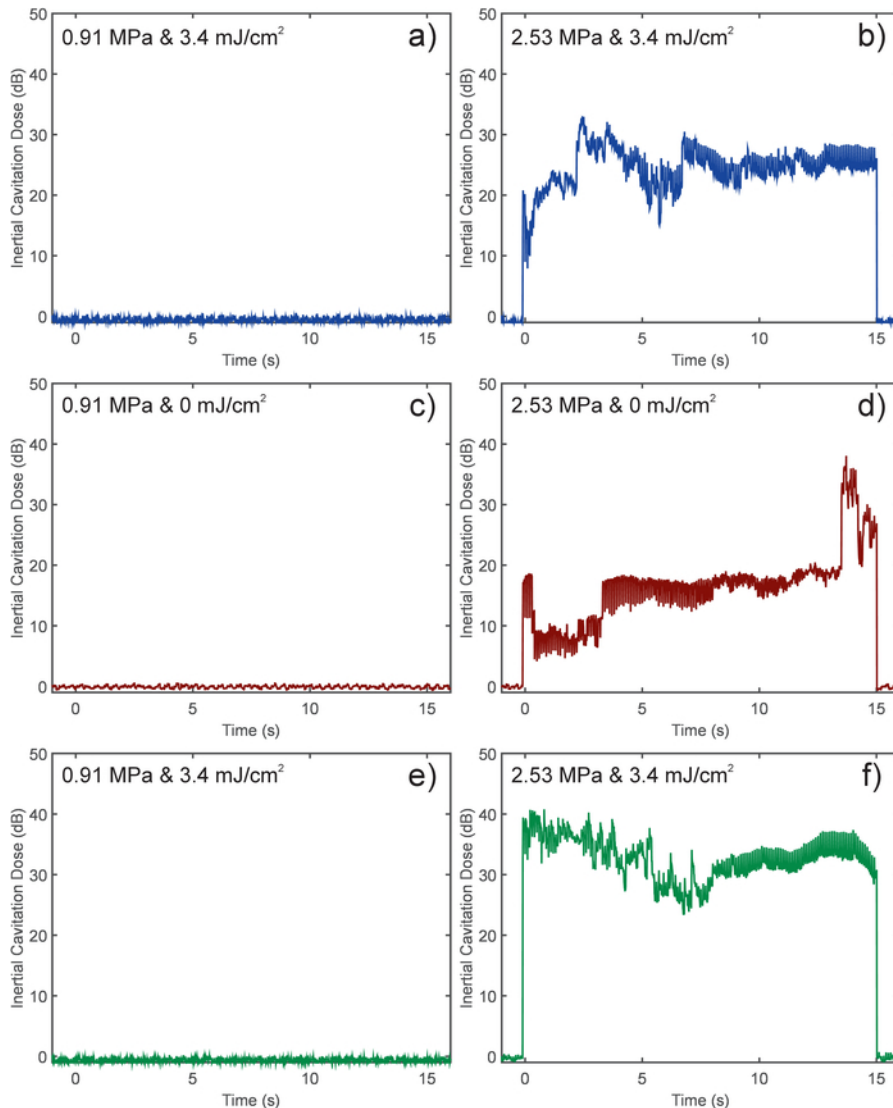 0.91 MPa & 3.4 mJ/cm² a)
50
40
30
20
10
0
Inertial Cavitation Dose (dB)
0 5 10 15
Time (s)
2.53 MPa & 3.4 mJ/cm² b)
50
40
30
20
10
0
Inertial Cavitation Dose (dB)
0 5 10 15
Time (s)
0.91 MPa & 0 mJ/cm² c)
50
40
30
20
10
0
Inertial Cavitation Dose (dB)
0 5 10 15
Time (s)
2.53 MPa & 0 mJ/cm² d)
50
40
30
20
10
0
Inertial Cavitation Dose (dB)
0 5 10 15
Time (s)
0.91 MPa & 3.4 mJ/cm² e)
50
40
30
20
10
0
Inertial Cavitation Dose (dB)
0 5 10 15
Time (s)
2.53 MPa & 3.4 mJ/cm² f)
50
40
30
20
10
0
Inertial Cavitation Dose (dB)
0 5 10 15
Time (s)